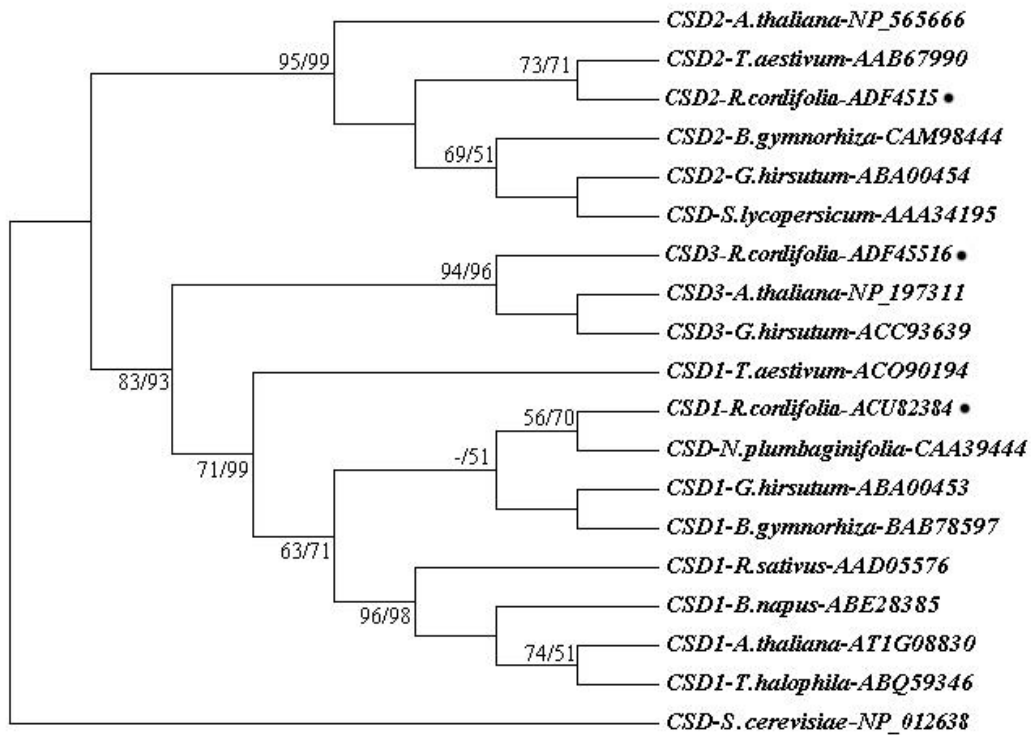 CSD2-A.thaliana-NP_565666
95/99
73/71
CSD2-T.aestivum-AAB67990
CSD2-R.cordifolia-ADF4515
CSD2-B.gymnorhiza-CAM98444
69/51
CSD2-G.hirsutum-ABA00454
CSD-S.lycopersicum-AAA34195
CSD3-R.cordifolia-ADF45516
94/96
CSD3-A.thaliana-NP_197311
CSD3-G.hirsutum-ACC93639
83/93
CSD1-T.aestivum-ACO90194
CSD1-R.cordifolia-ACU82384
56/70
CSD-N.plumbaginifolia-CAA39444
-/51
71/99
CSD1-G.hirsutum-ABA00453
CSD1-B.gymnorhiza-BAB78597
63/71
CSD1-R.sativus-AAD05576
CSD1-B.napus-ABE28385
96/98
CSD1-A.thaliana-AT1G08830
74/51
CSD1-T.halophila-ABQ59346
CSD-S.cerevisiae-NP_012638